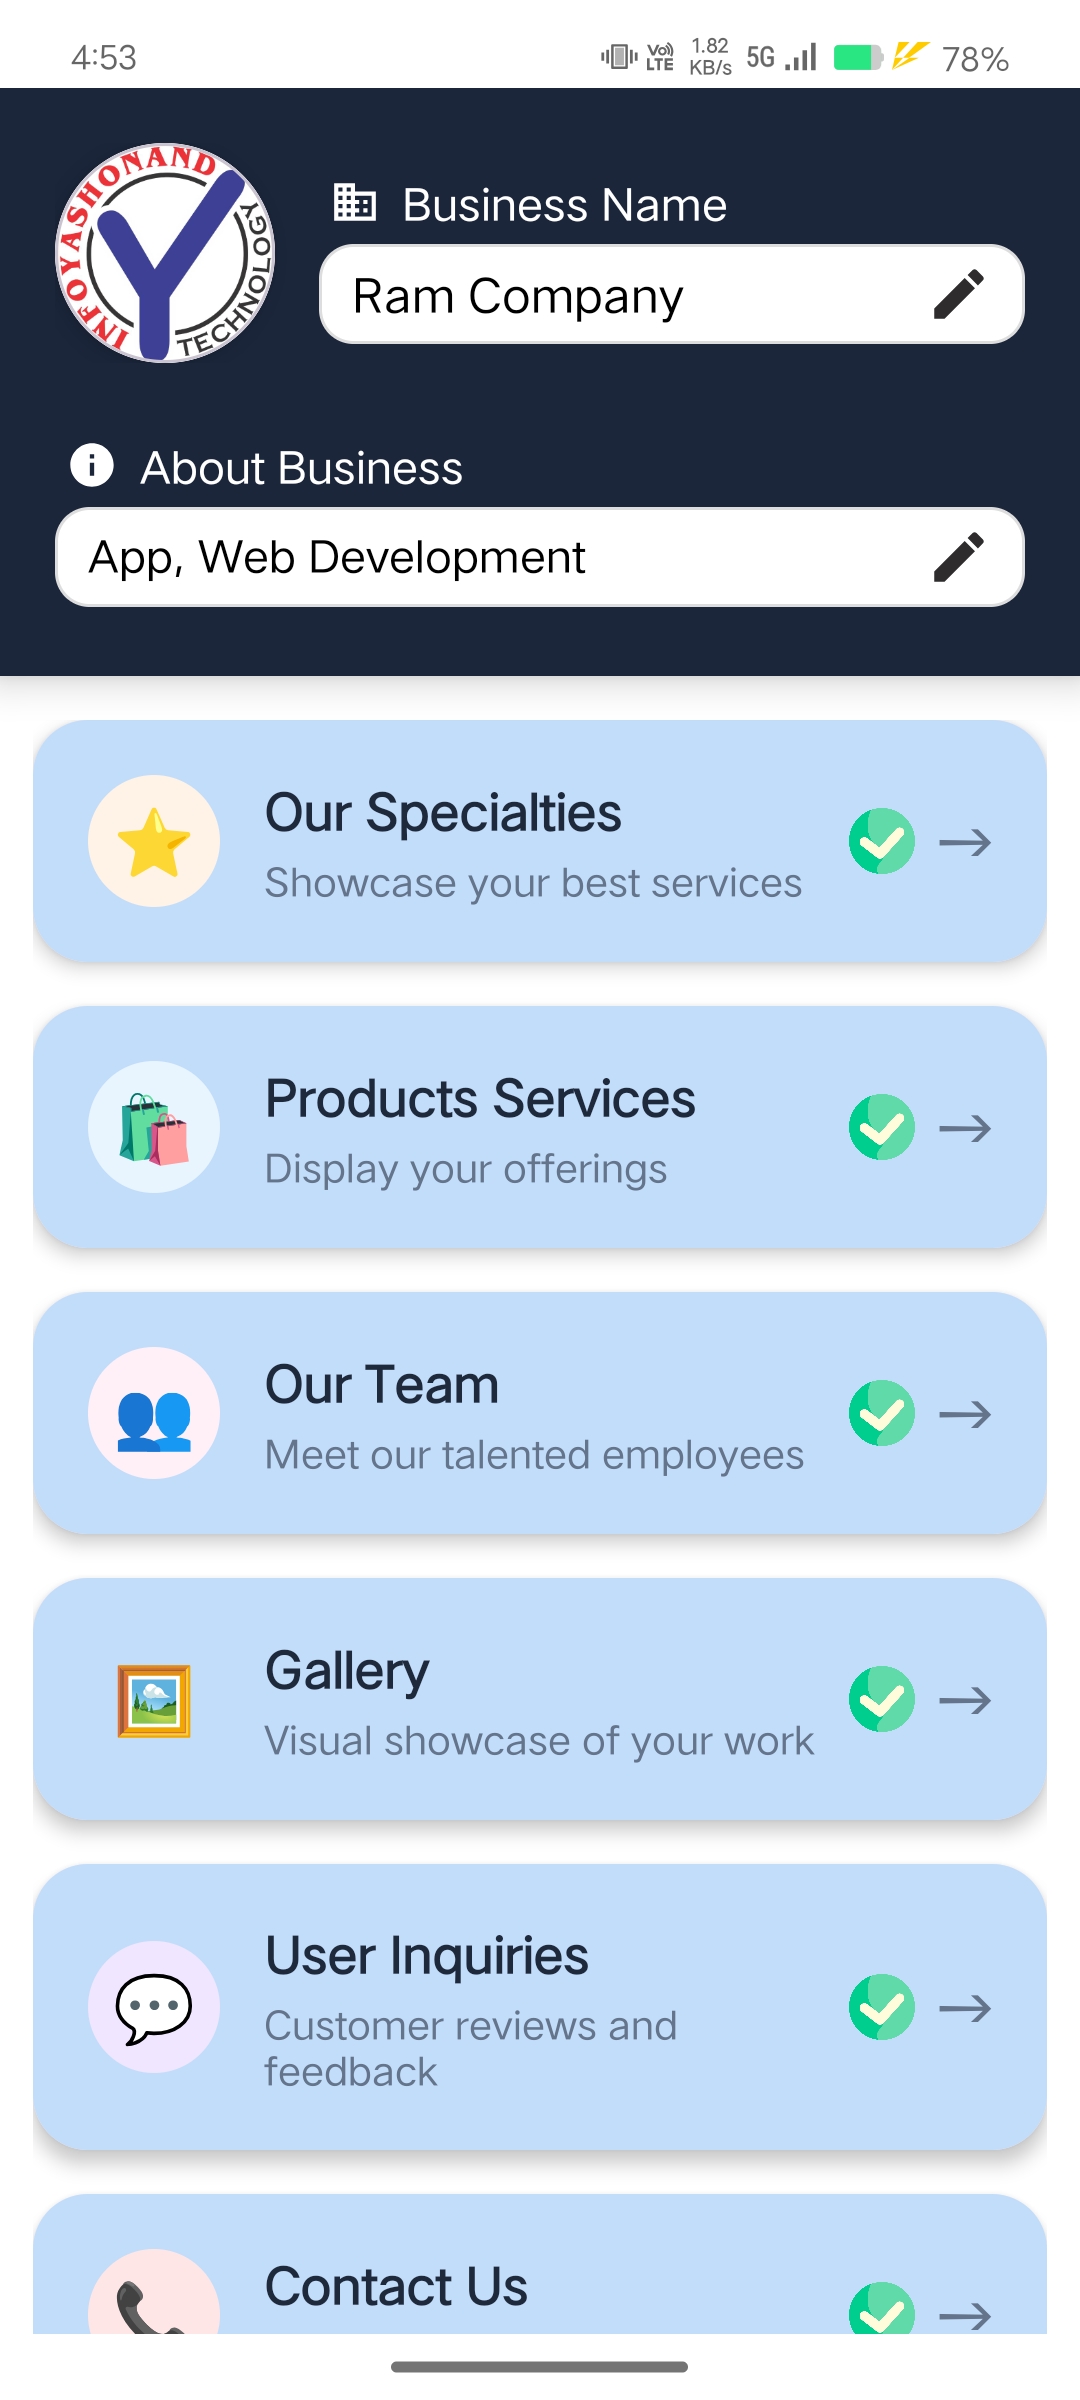 4:53
Vo) LTE
1.82 KB/s
5G
78%
INFOYASHONAND TECHNOLOGY
Business Name
Ram Company
About Business
App, Web Development
Our Specialties
Showcase your best services
Products Services
Display your offerings
Our Team
Meet our talented employees
Gallery
Visual showcase of your work
User Inquiries
Customer reviews and
feedback
Contact Us